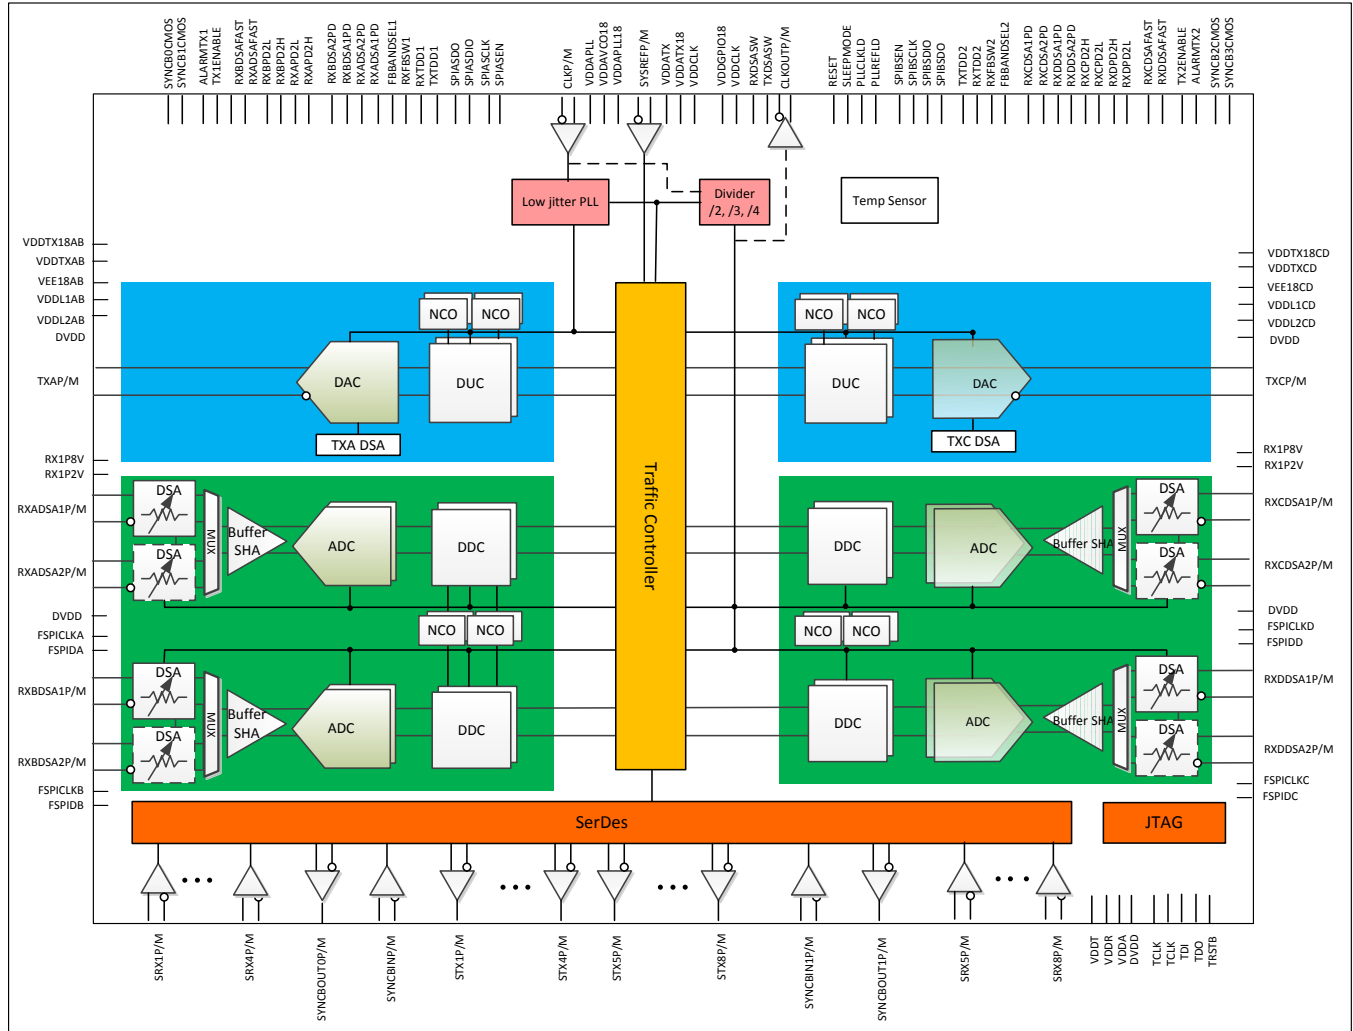 SYNCB0CMOS
SYNCB1CMOS
ALARMTX1
TX1ENABLE
RXBDSAFAST
RXADSAFAST
RXBPD2L
RXBPD2H
RXAPD2L
RXAPD2H
RXBDSA2PD
RXBDSA1PD
RXADSA2PD
RXADSA1PD
FBBANDSEL1
RXFBSW1
RXTDD1
TXTDD1
SPIASDO
SPIASDIO
SPIASCLK
SPIASEN
CLKP/M
VDDAPLL
VDDAVCO18
VDDAPLL18
SYSREFP/M
VDDATX
VDDATX18
VDDCLK
VDDGPIO18
VDDCLK
RXDSASW
TXDSASW
CLKOUTP/M
RESET
SLEEPMODE
PLLCLKLD
PLLREFLD
SPIBSEN
SPIBSCLK
SPIBSDIO
SPIBSDO
TXTDD2
RXTDD2
RXFBSW2
FBBANDSEL2
RXCDSA1PD
RXCDSA2PD
RXDDSA1PD
RXDDSA2PD
RXCPD2H
RXCPD2L
RXDPD2H
RXDPD2L
RXCDSAFAST
RXDDSAFAST
TX2ENABLE
ALARMTX2
SYNCB2CMOS
SYNCB3CMOS
Low jitter PLL
Divider
/2, /3, /4
Temp Sensor
VDDTX18AB
VDDTXAB
VEE18AB
VDDL1AB
VDDL2AB
DVDD
TXAP/M
RX1P8V
RX1P2V
RXADSA1P/M
RXADSA2P/M
DVDD
FSPICLKA
FSPIDA
RXBDSA1P/M
RXBDSA2P/M
FSPICLKB
FSPIDB
NCO
NCO
DAC
DUC
TXA DSA
DSA
DSA
MUX
Buffer
SHA
ADC
DDC
NCO
NCO
DSA
DSA
MUX
Buffer
SHA
ADC
DDC
Traffic Controller
NCO
NCO
DUC
DAC
TXC DSA
DDC
ADC
Buffer SHA
MUX
DSA
DSA
NCO
NCO
DDC
ADC
Buffer SHA
MUX
DSA
DSA
VDDTX18CD
VDDTXCD
VEE18CD
VDDL1CD
VDDL2CD
DVDD
TXCP/M
RX1P8V
RX1P2V
RXCDSA1P/M
RXCDSA2P/M
DVDD
FSPICLKD
FSPIDD
RXDDSA1P/M
RXDDSA2P/M
FSPICLKC
FSPIDC
SerDes
JTAG
SRX1P/M
SRX4P/M
SYNCBOUT0P/M
SYNCBINP/M
STX1P/M
STX4P/M
STX5P/M
STX8P/M
SYNCBIN1P/M
SYNCBOUT1P/M
SRX5P/M
SRX8P/M
VDDT
VDDR
VDDA
DVDD
TCLK
TCLK
TDI
TDO
TRSTB